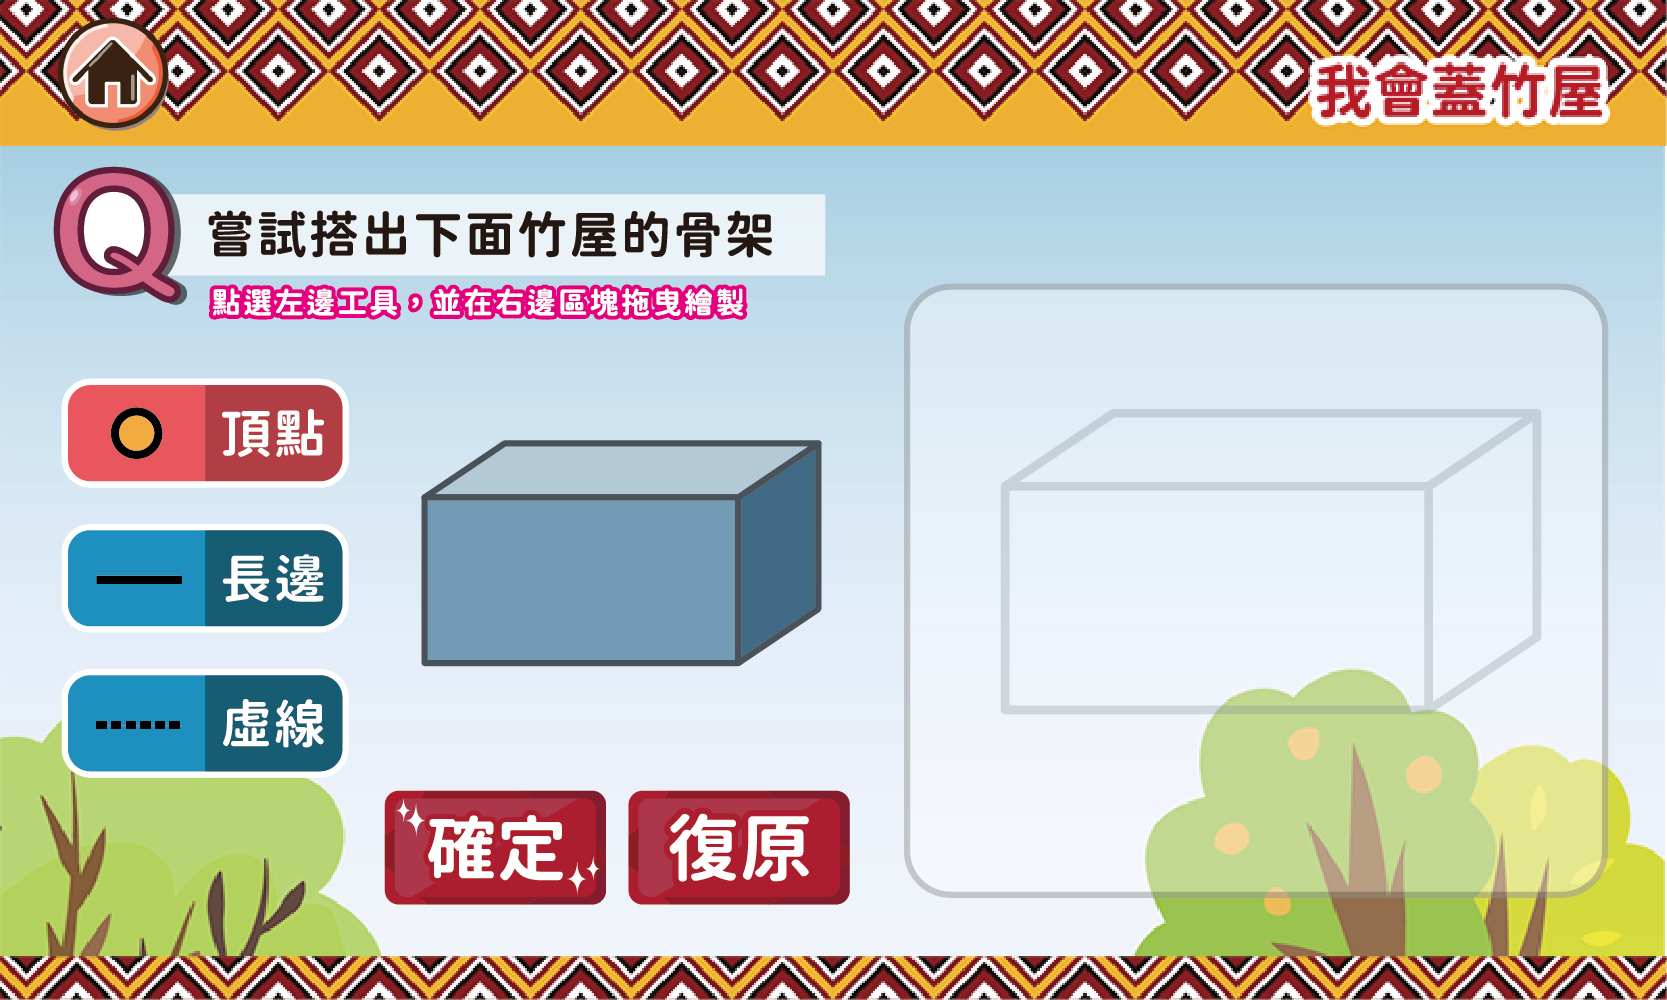 我會蓋竹屋
Q
嘗試搭出下面竹屋的骨架
點選左邊工具，並在右邊區塊拖曳繪製
頂點
長邊
虛線
確定
復原